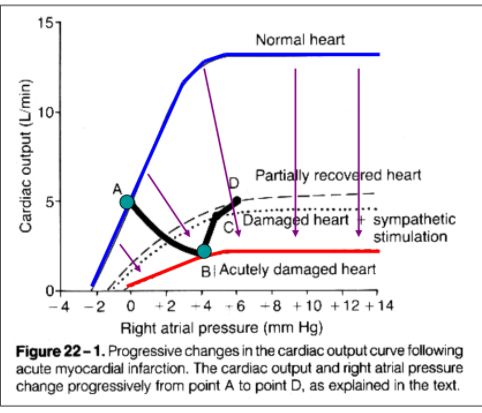 15
Normal heart
10
Cardiac output (L/min)
Partially recovered heart
A
D
5
C
Damaged heart + sympathetic
stimulation
B
Acutely damaged heart
0
−4 −2 0 +2 +4 +6 +8 +10 +12 +14
Right atrial pressure (mm Hg)
Figure 22–1. Progressive changes in the cardiac output curve following
acute myocardial infarction. The cardiac output and right atrial pressure
change progressively from point A to point D, as explained in the text.